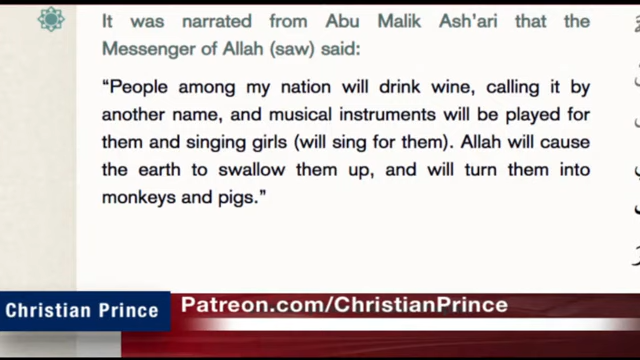 It was narrated from Abu Malik Ash'ari that the
Messenger of Allah (saw) said:
“People among my nation will drink wine, calling it by
another name, and musical instruments will be played for
them and singing girls (will sing for them). Allah will cause
the earth to swallow them up, and will turn them into
monkeys and pigs.”
Christian Prince
Patreon.com/ChristianPrince